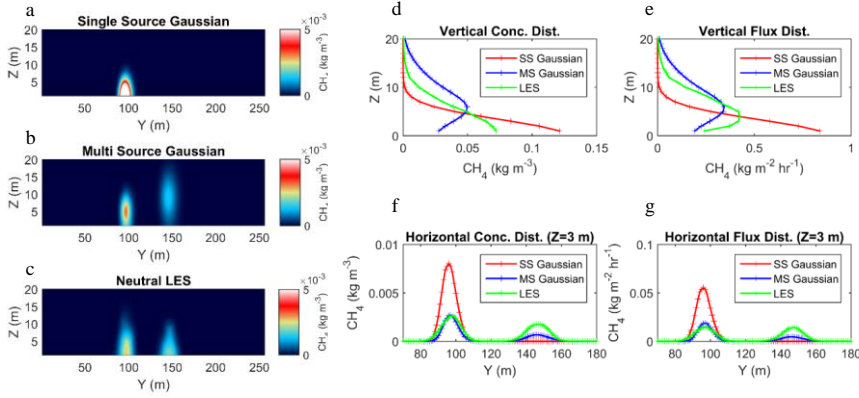 a
Single Source Gaussian
Z (m)
20
15
10
5
50 100 150 200 250
Y (m)
×10⁻³
5
0
b
Multi Source Gaussian
Z (m)
20
15
10
5
50 100 150 200 250
Y (m)
×10⁻³
CH₄ (kg m⁻³)
5
0
c
Neutral LES
Z (m)
20
15
10
5
50 100 150 200 250
Y (m)
×10⁻³
CH₄ (kg m⁻³)
5
0
d
Vertical Conc. Dist.
Z (m)
20
15
10
5
0
0 0.05 0.1 0.15
CH₄ (kg m⁻³)
SS Gaussian
MS Gaussian
LES
e
Vertical Flux Dist.
Z (m)
20
15
10
5
0
0 0.5 1
CH₄ (kg m⁻² hr⁻¹)
SS Gaussian
MS Gaussian
LES
f
Horizontal Conc. Dist. (Z=3 m)
CH₄ (kg m⁻³)
0.01
0.005
0
80 100 120 140 160 180
Y (m)
SS Gaussian
MS Gaussian
LES
g
Horizontal Flux Dist. (Z=3 m)
CH₄ (kg m⁻² hr⁻¹)
0.1
0.05
0
80 100 120 140 160 180
Y (m)
SS Gaussian
MS Gaussian
LES